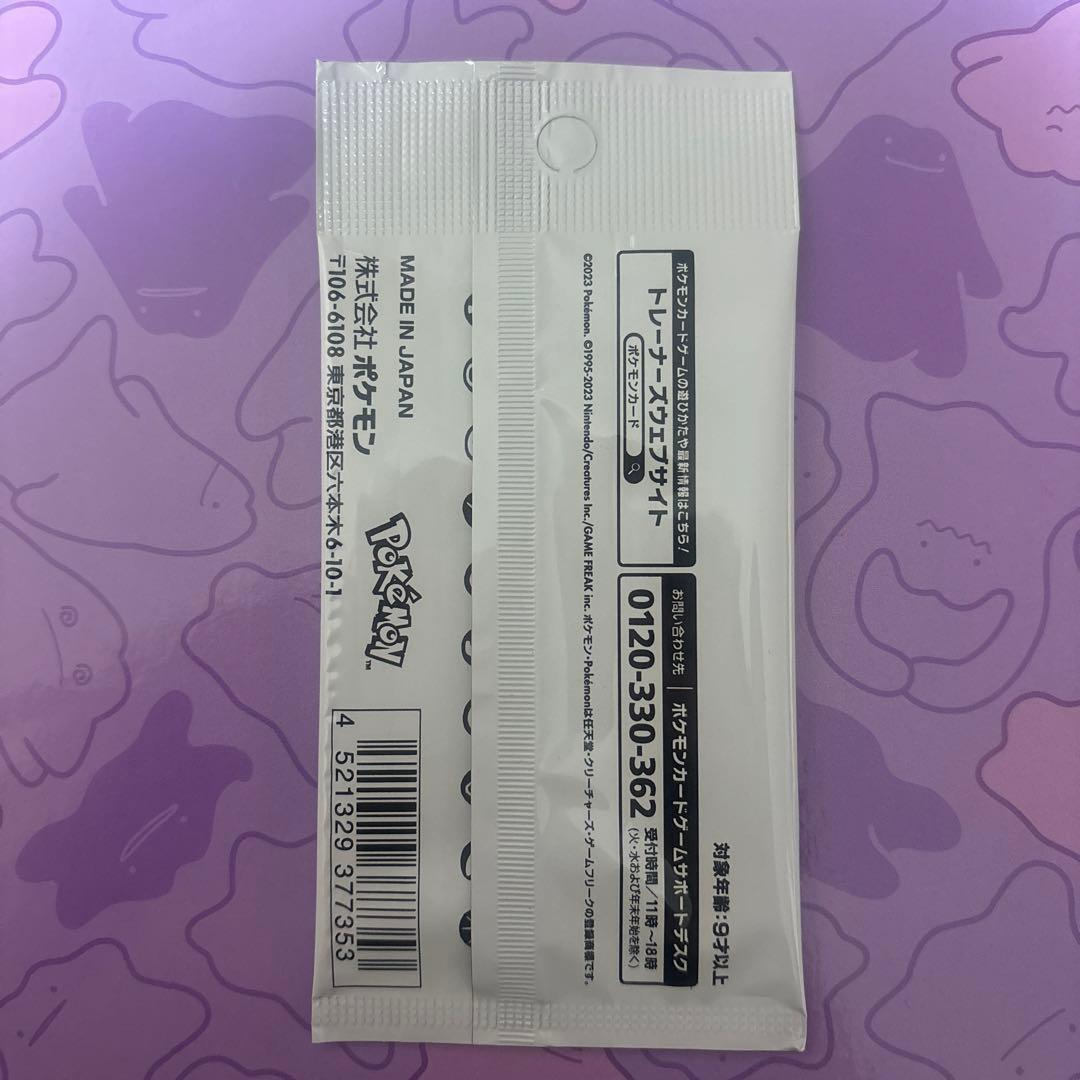 対象年齢：9才以上
ポケモンカードゲームの遊びかたや最新情報はこちら！
トレーナーズウェブサイト
ポケモンカード
お問い合わせ先 | ポケモンカードゲームサポートデスク
0120-330-362
受付時間／11時～18時
（火・水および年末年始を除く）
©2023 Pokémon. ©1995-2023 Nintendo/Creatures Inc./GAME FREAK inc. ポケモン・Pokémonは任天堂・クリーチャーズ・ゲームフリークの登録商標です。
MADE IN JAPAN
株式会社 ポケモン
〒106-6108 東京都港区六本木6-10-1
POKéMON™
4 521329 377353